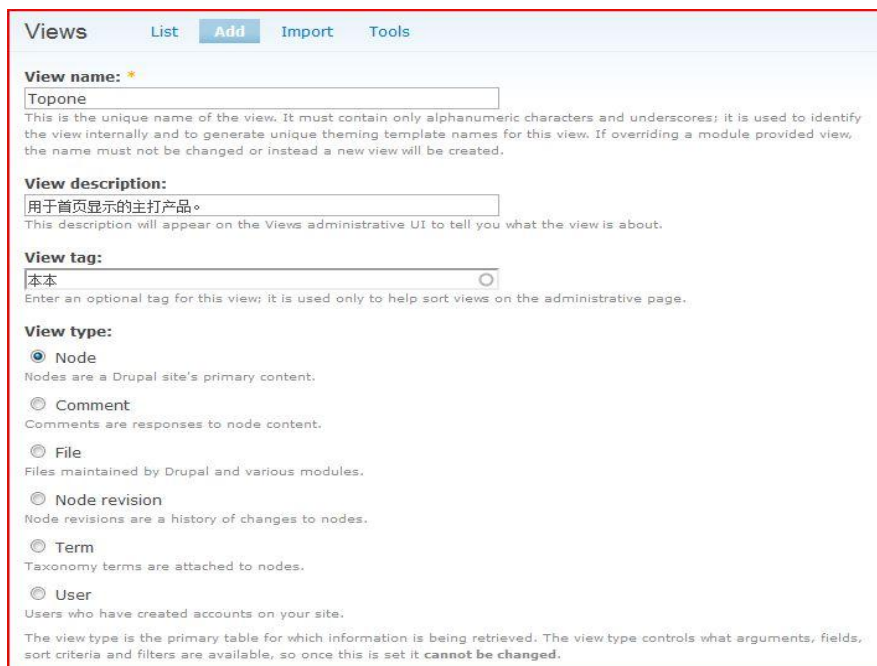 Views List Add Import Tools
View name: *
Topone
This is the unique name of the view. It must contain only alphanumeric characters and underscores; it is used to identify
the view internally and to generate unique theming template names for this view. If overriding a module provided view,
the name must not be changed or instead a new view will be created.
View description:
用于首页显示的主打产品。
This description will appear on the Views administrative UI to tell you what the view is about.
View tag:
本本
Enter an optional tag for this view; it is used only to help sort views on the administrative page.
View type:
Node
Nodes are a Drupal site's primary content.
Comment
Comments are responses to node content.
File
Files maintained by Drupal and various modules.
Node revision
Node revisions are a history of changes to nodes.
Term
Taxonomy terms are attached to nodes.
User
Users who have created accounts on your site.
The view type is the primary table for which information is being retrieved. The view type controls what arguments, fields,
sort criteria and filters are available, so once this is set it cannot be changed.